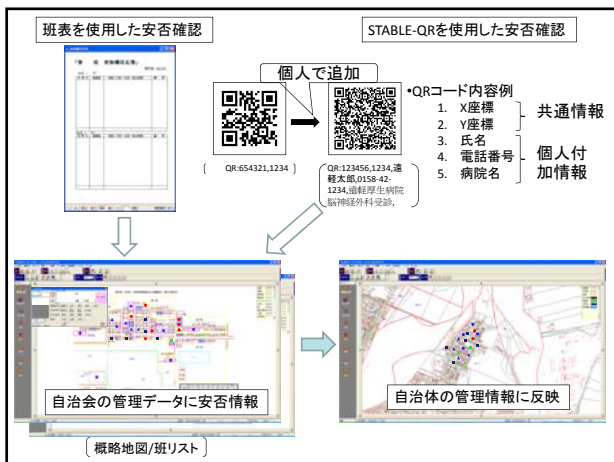 班表を使用した安否確認
STABLE-QRを使用した安否確認
個人で追加
QR:654321,1234
QR:123456,1234,遠
軽太郎,0158-42-
1234,遠軽厚生病院
脳神経外科受診,
•QRコード内容例
1. X座標
2. Y座標
3. 氏名
4. 電話番号
5. 病院名
共通情報
個人付
加情報
自治会の管理データに安否情報
概略地図/班リスト
自治体の管理情報に反映